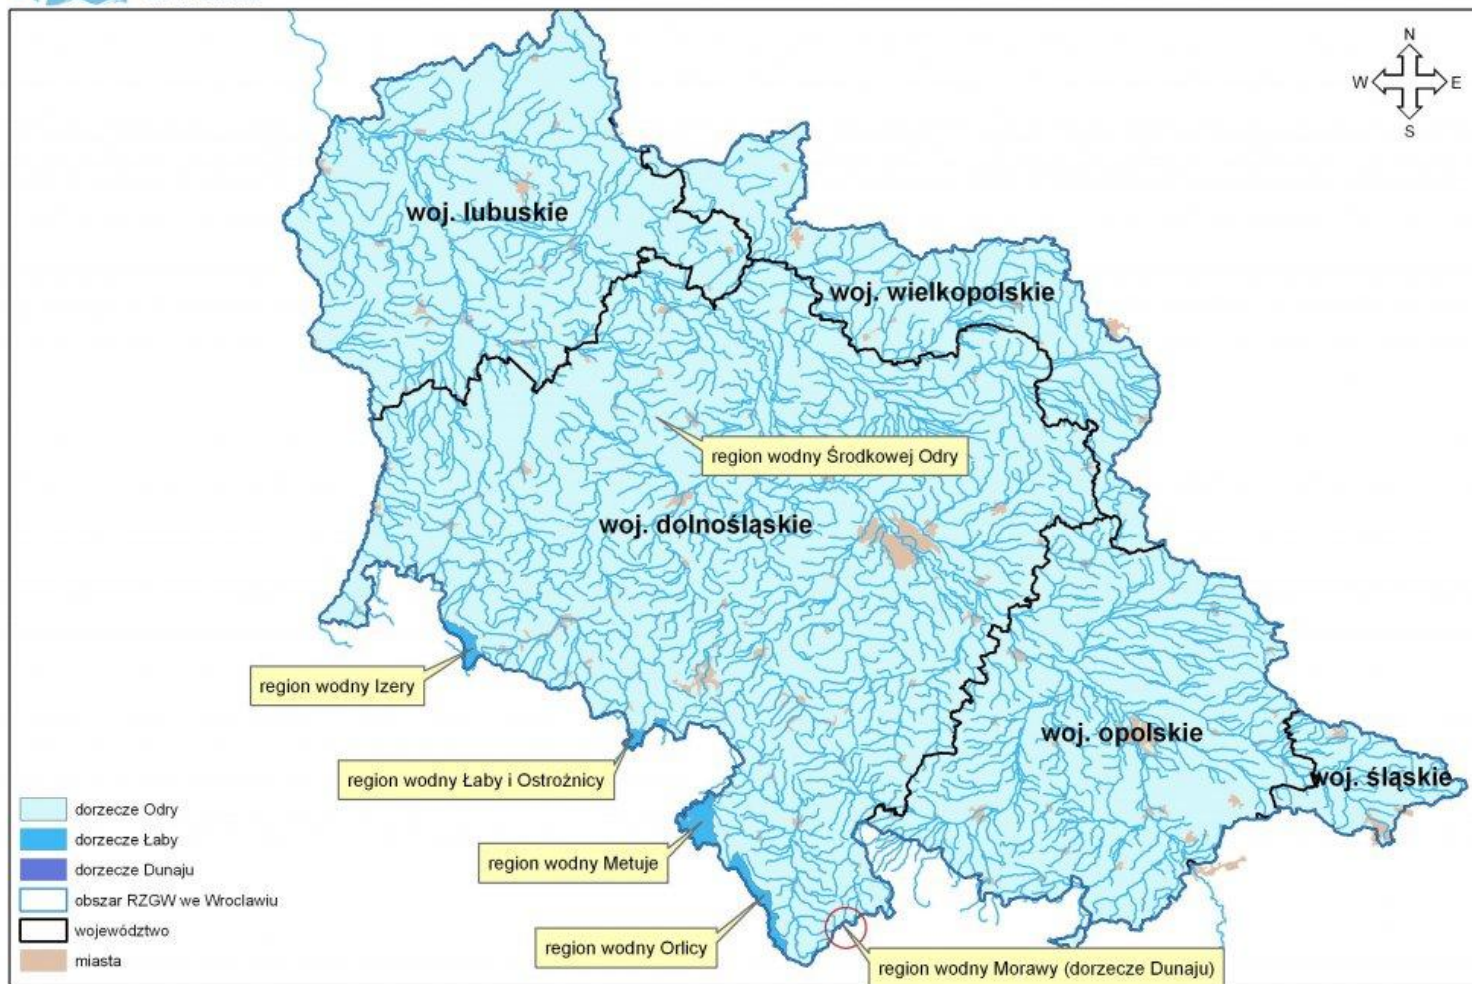 N
W E
S
woj. lubuskie
woj. wielkopolskie
region wodny Środkowej Odry
woj. dolnośląskie
region wodny Izery
woj. opolskie
region wodny Łaby i Ostrożnicy
woj. śląskie
region wodny Metuje
region wodny Orlicy
region wodny Morawy (dorzecze Dunaju)
dorzecze Odry
dorzecze Łaby
dorzecze Dunaju
obszar RZGW we Wroclawiu
województwo
miasta